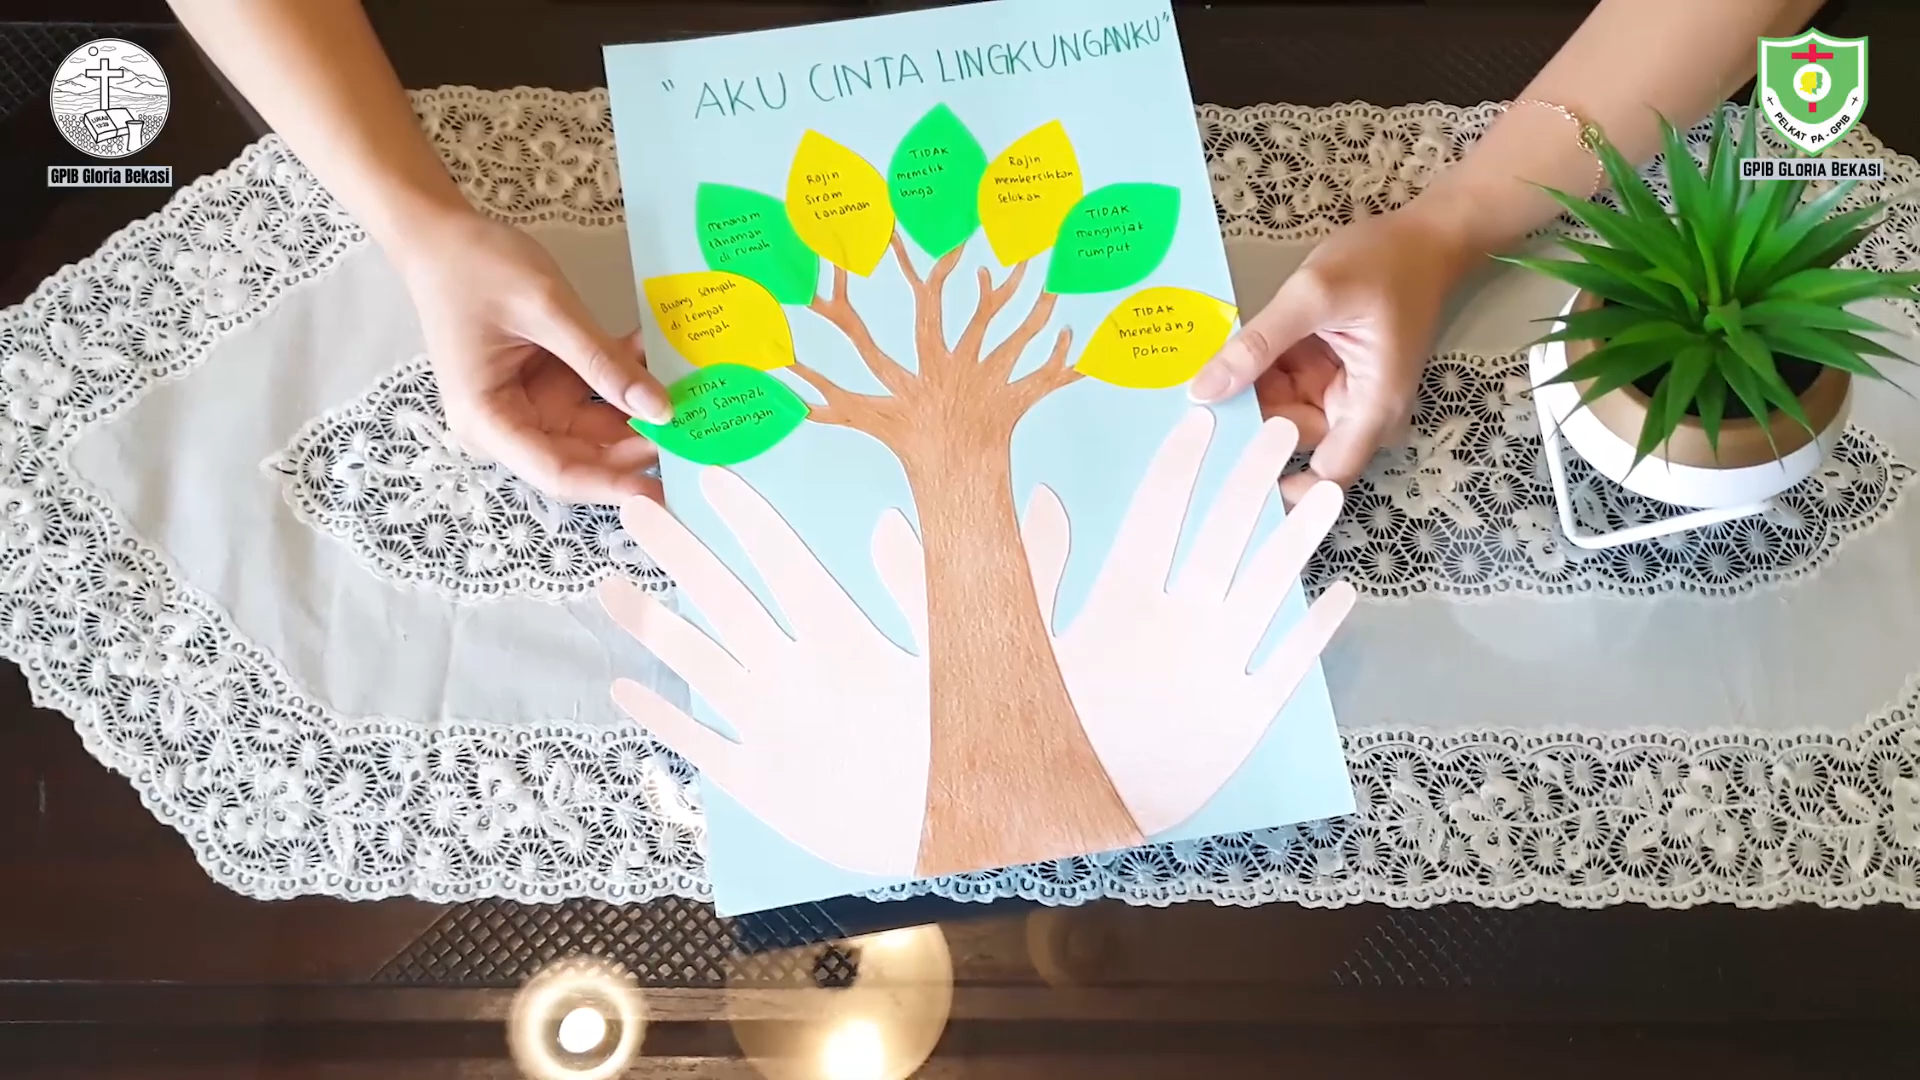 " AKU CINTA LINGKUNGANKU"
TIDAK
memetik
bunga
Rajin
siram
tanaman
Rajin
membersihkan
selokan
menanam
tanaman
di rumah
TIDAK
menginjak
rumput
Buang Sampah
di tempat
sampah
TIDAK
Menebang
Pohon
TIDAK
Buang Sampah
Sembarangan
LUKAS
GPIB Gloria Bekasi
PELKAT PA - GPIB
GPIB GLORIA BEKASI